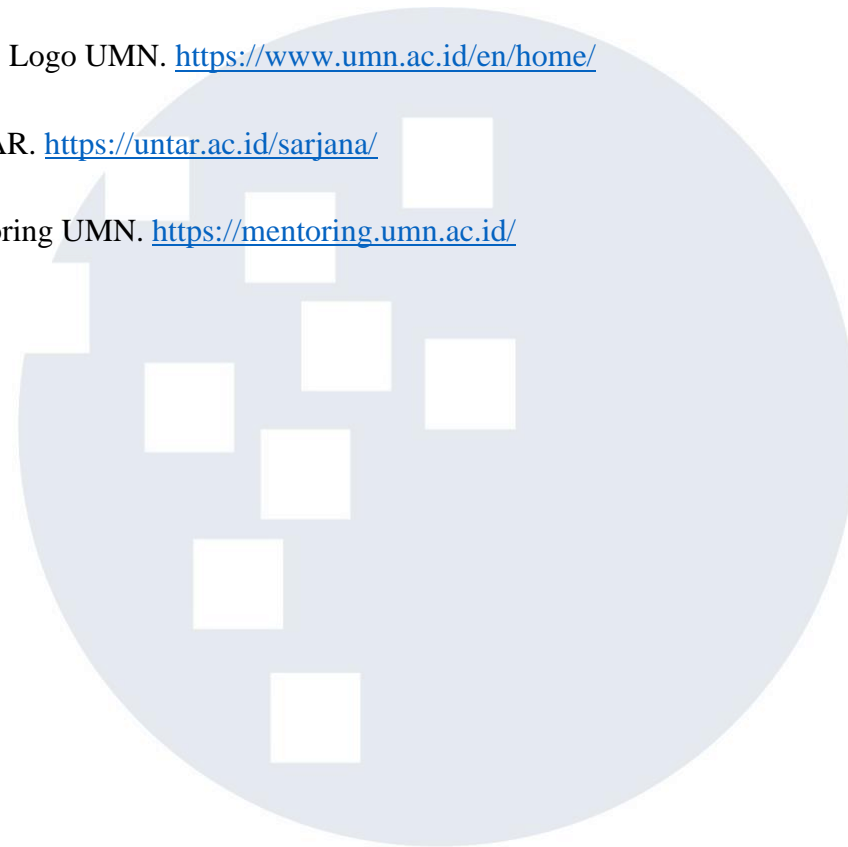 Logo UMN. https://www.umn.ac.id/en/home/
AR. https://untar.ac.id/sarjana/
oring UMN. https://mentoring.umn.ac.id/